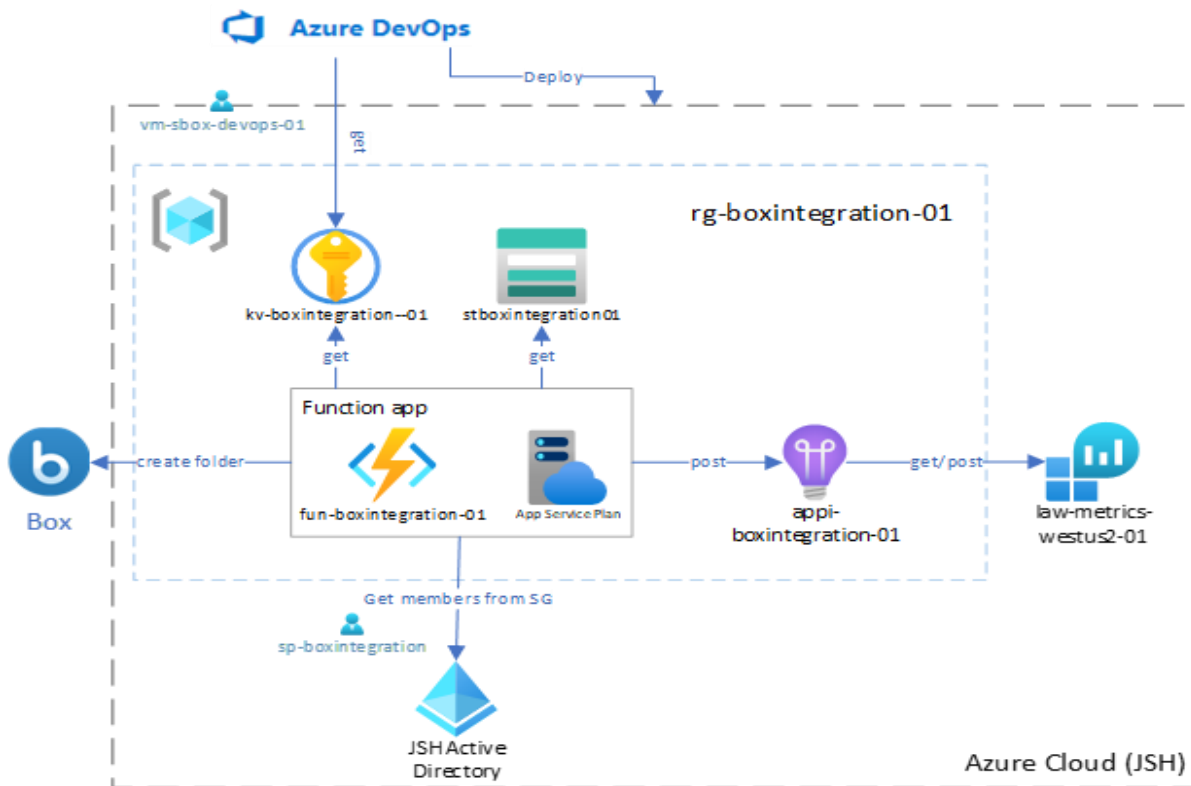 Azure DevOps
Deploy
vm-sbox-devops-01
get
rg-boxintegration-01
kv-boxintegration--01
stboxintegration01
get
get
Function app
create folder
post
get/post
fun-boxintegration-01
App Service Plan
Box
appi-
boxintegration-01
law-metrics-
westus2-01
Get members from SG
sp-boxintegration
JSH Active
Directory
Azure Cloud (JSH)